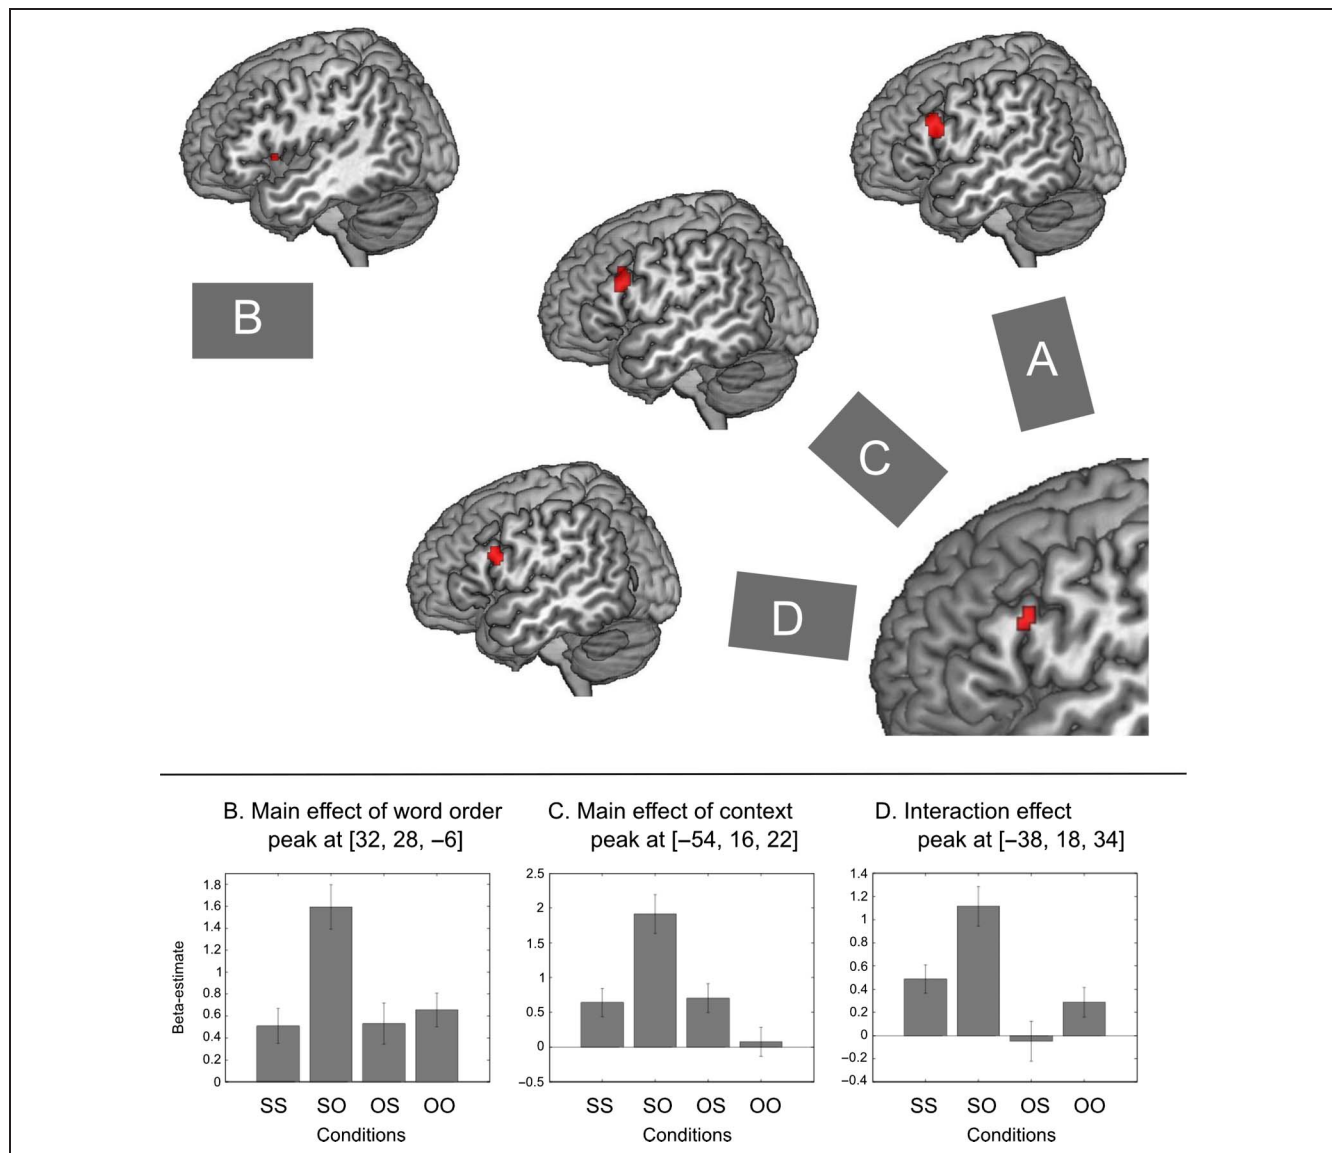 B
A
C
D
B. Main effect of word order
peak at [32, 28, –6]
C. Main effect of context
peak at [–54, 16, 22]
D. Interaction effect
peak at [–38, 18, 34]
Beta-estimate
1.8
1.6
1.4
1.2
1
0.8
0.6
0.4
0.2
0
SS SO OS OO
Conditions
2.5
2
1.5
1
0.5
0
–0.5
SS SO OS OO
Conditions
1.4
1.2
1
0.8
0.6
0.4
0.2
0
–0.2
–0.4
SS SO OS OO
Conditions